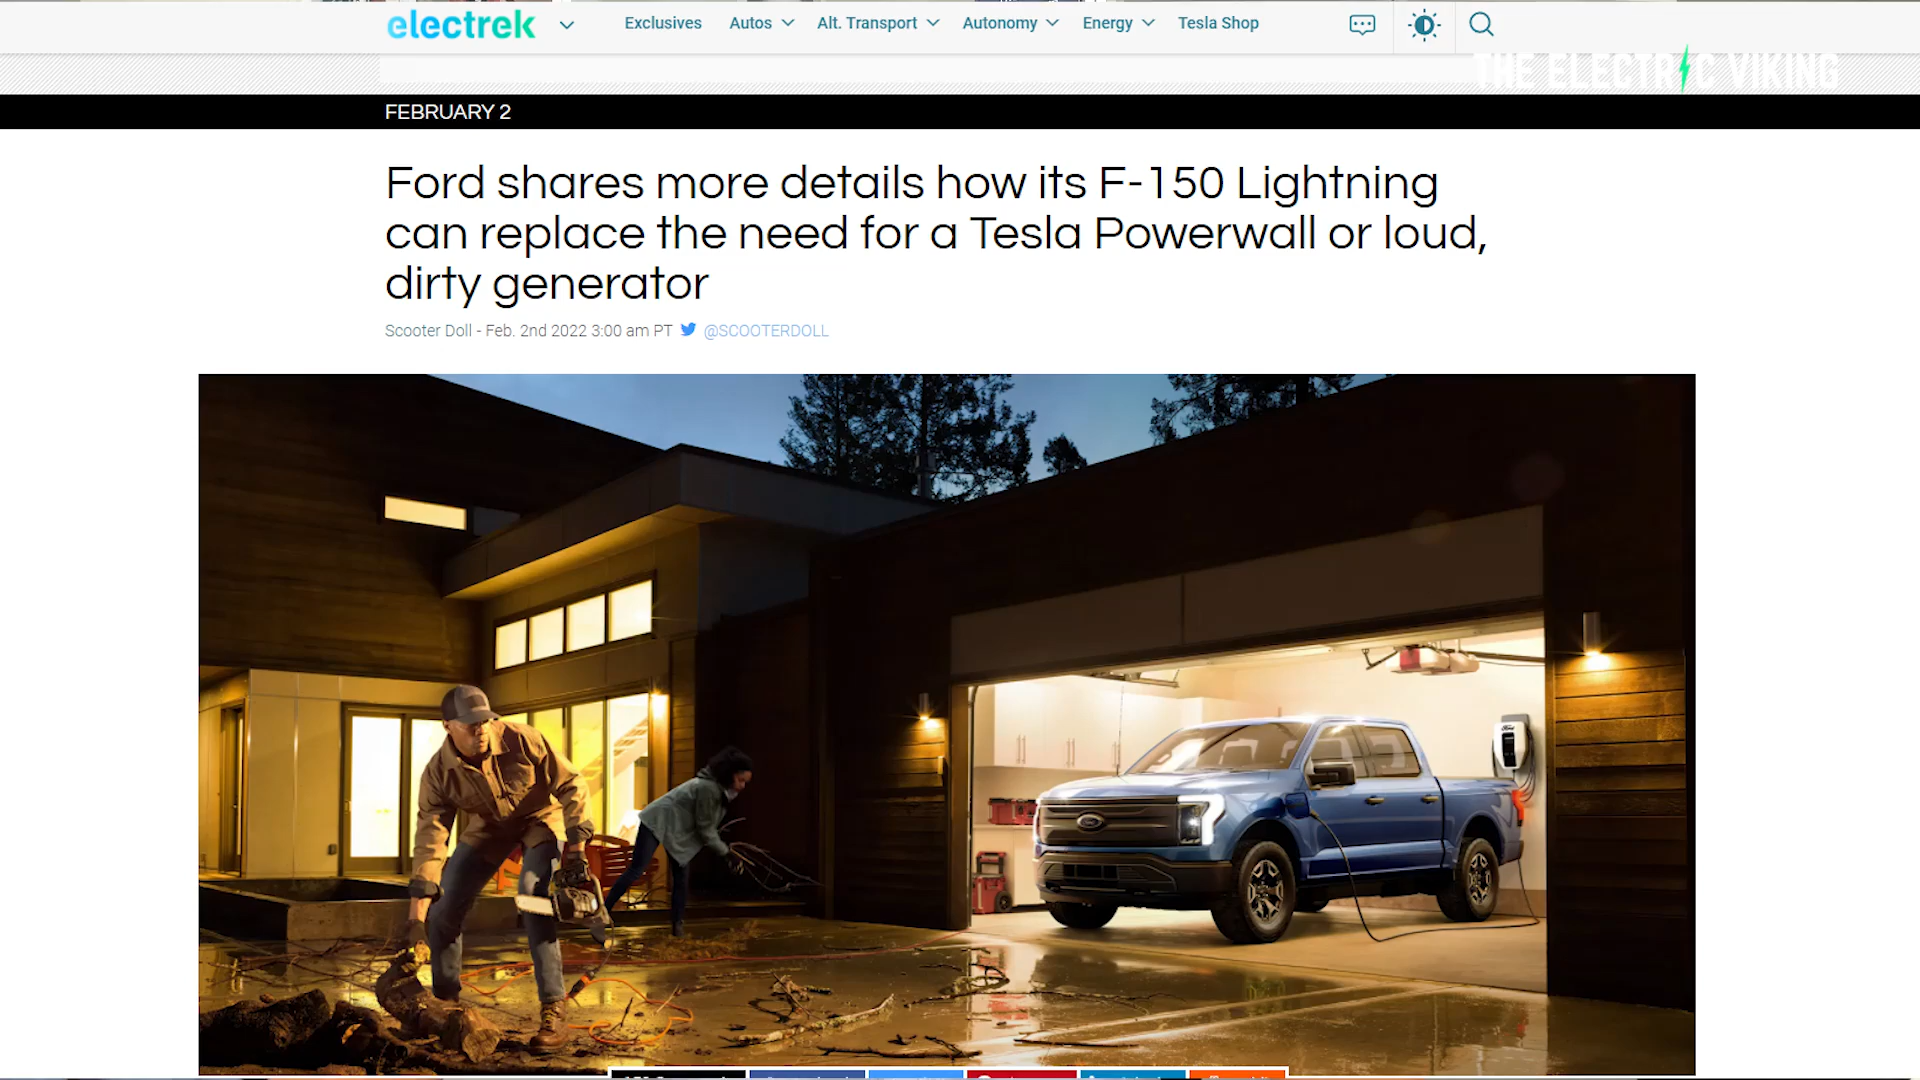 electrek
Exclusives Autos Alt. Transport Autonomy Energy Tesla Shop
THE ELECTRIC VIKING
FEBRUARY 2
Ford shares more details how its F-150 Lightning
can replace the need for a Tesla Powerwall or loud,
dirty generator
Scooter Doll - Feb. 2nd 2022 3:00 am PT @SCOOTERDOLL